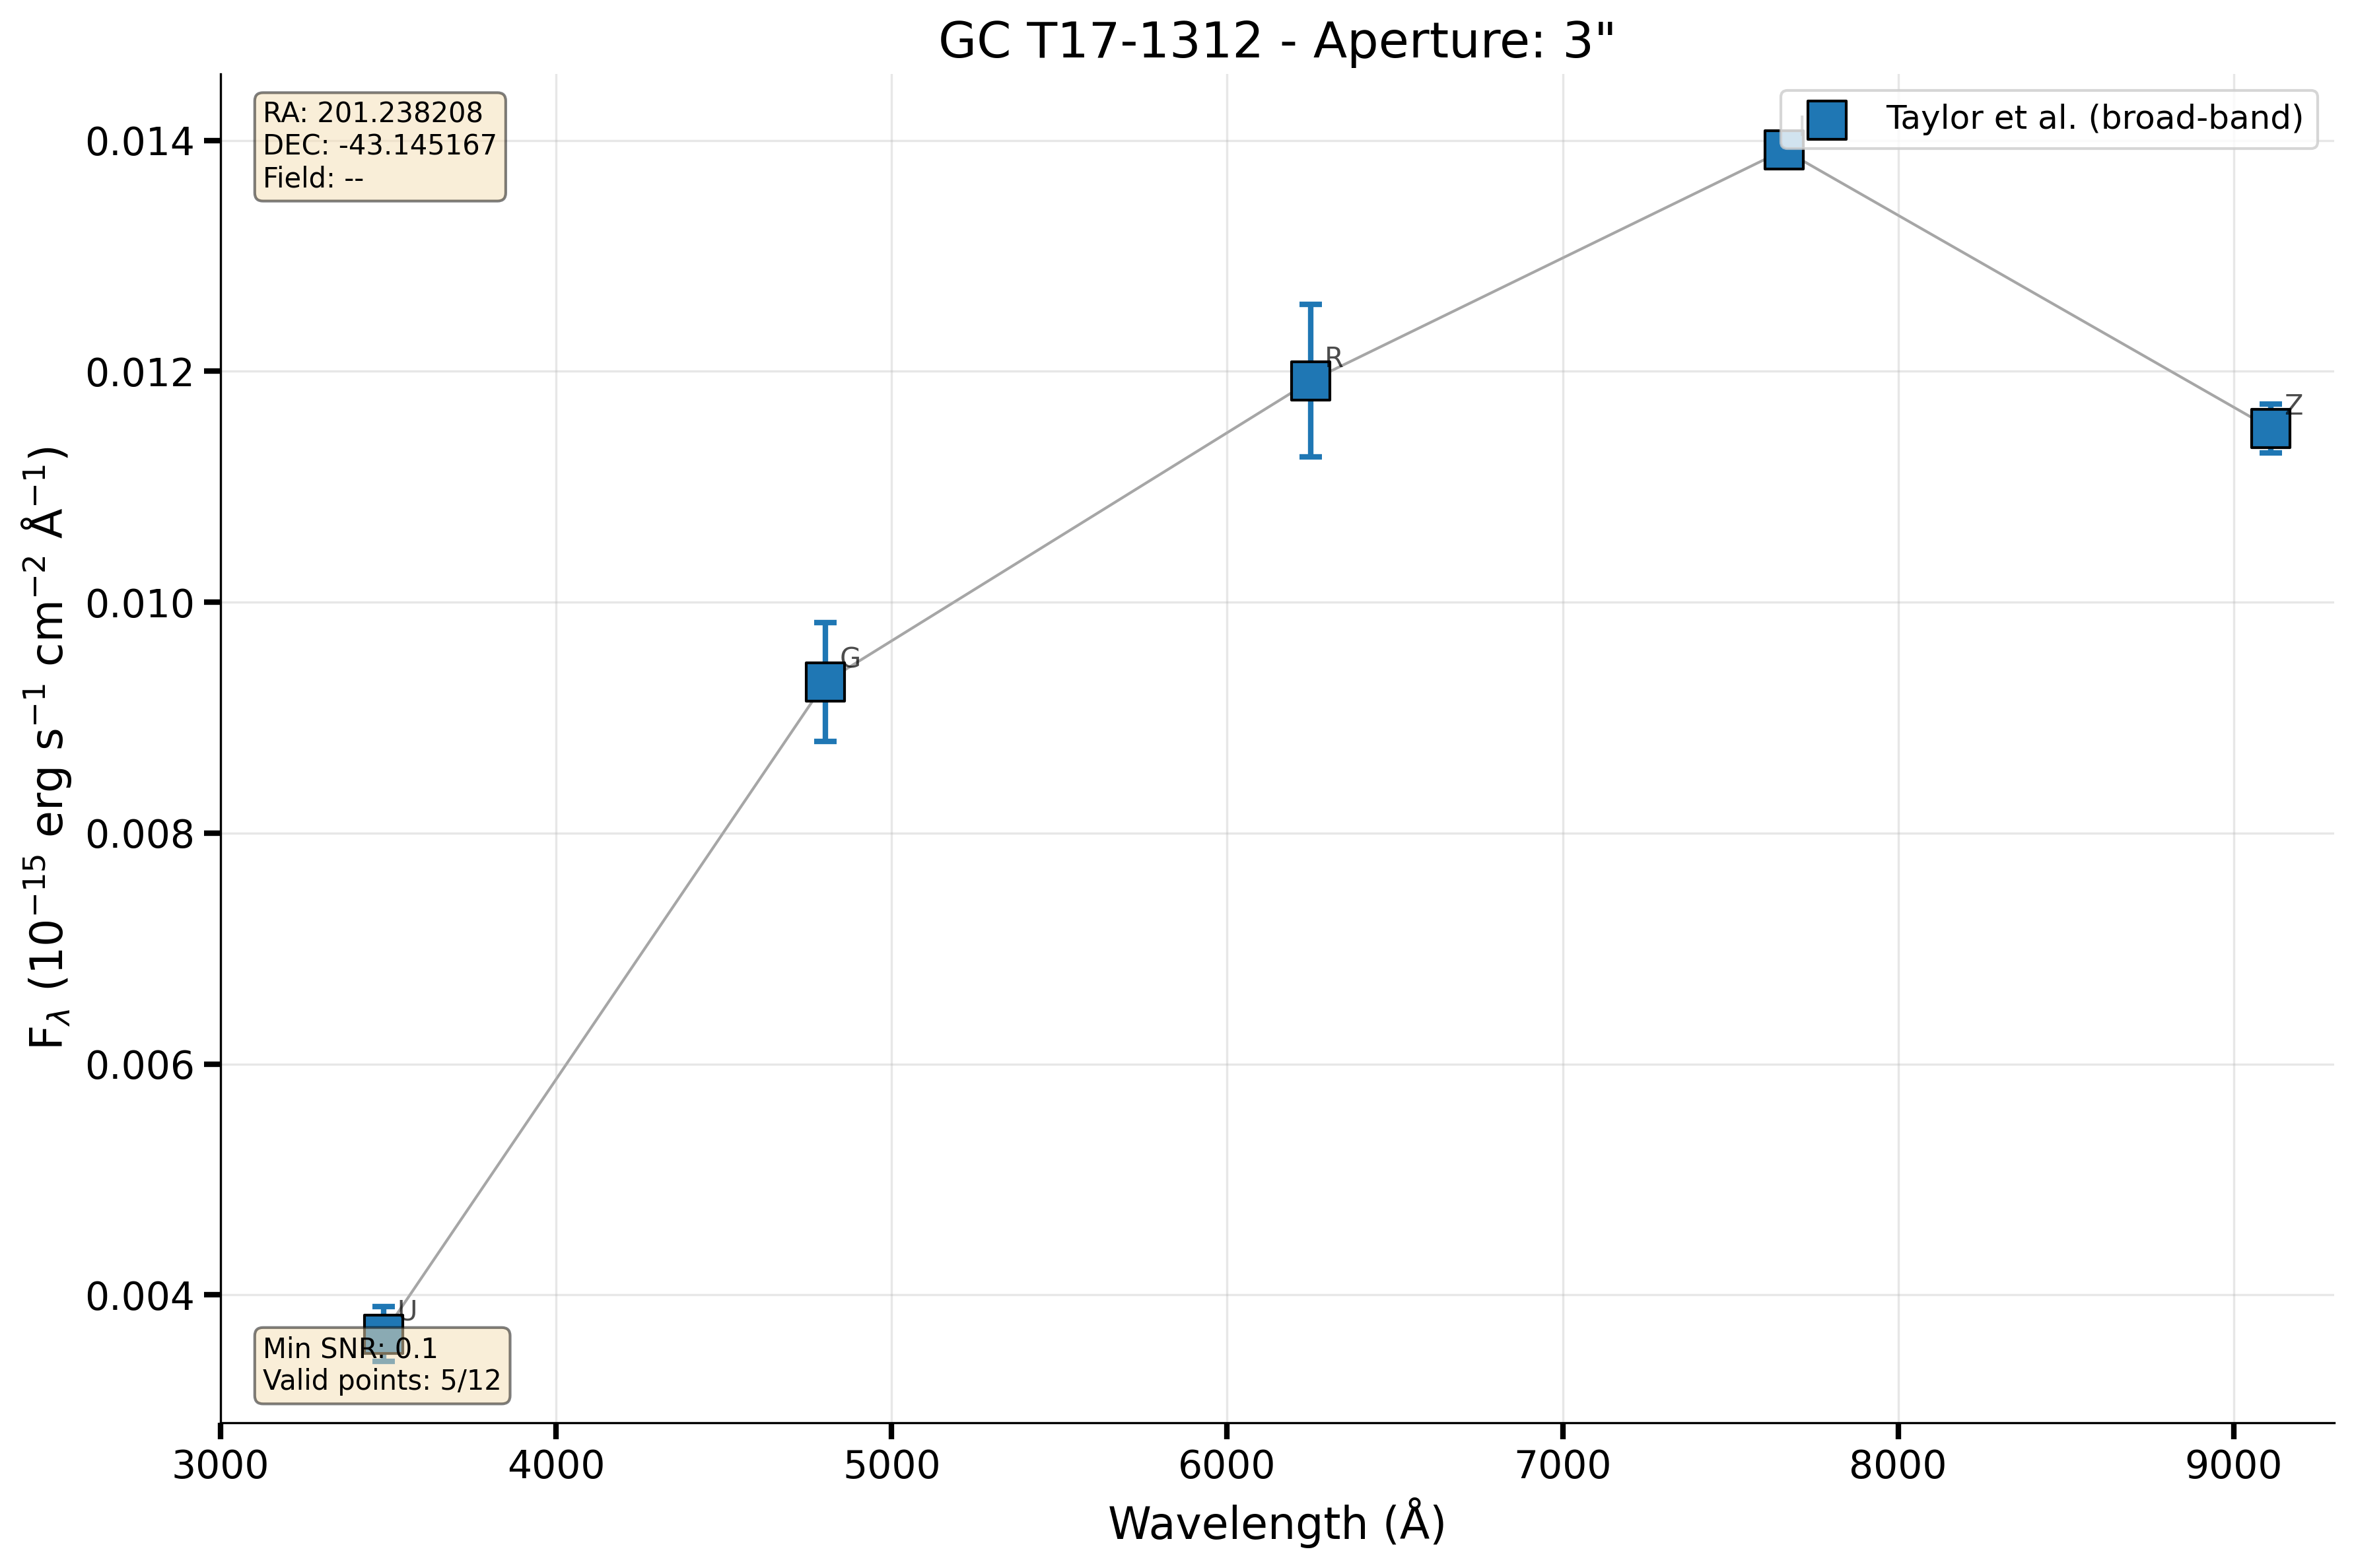 GC T17-1312 - Aperture: 3"
RA: 201.238208
DEC: -43.145167
Field: --
Taylor et al. (broad-band)
0.014
0.012
0.010
0.008
0.006
0.004
F_λ (10⁻¹⁵ erg s⁻¹ cm⁻² Å⁻¹)
U
G
R
Z
Min SNR: 0.1
Valid points: 5/12
3000 4000 5000 6000 7000 8000 9000
Wavelength (Å)